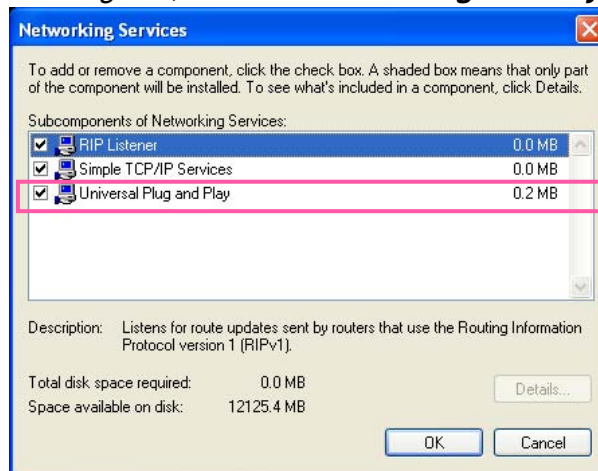 Networking Services
To add or remove a component, click the check box. A shaded box means that only part
of the component will be installed. To see what's included in a component, click Details.
Subcomponents of Networking Services:
RIP Listener 0.0 MB
Simple TCP/IP Services 0.0 MB
Universal Plug and Play 0.2 MB
Description: Listens for route updates sent by routers that use the Routing Information
Protocol version 1 (RIPv1).
Total disk space required: 0.0 MB
Details...
Space available on disk: 12125.4 MB
OK Cancel